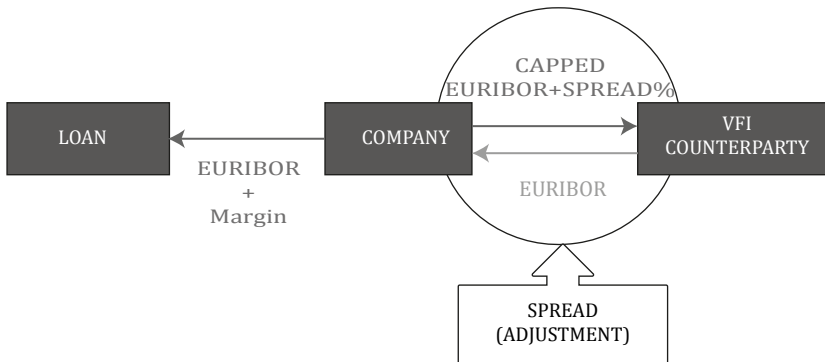 CAPPED
EURIBOR+SPREAD%
LOAN
COMPANY
VFI
COUNTERPARTY
EURIBOR
+
Margin
EURIBOR
SPREAD
(ADJUSTMENT)